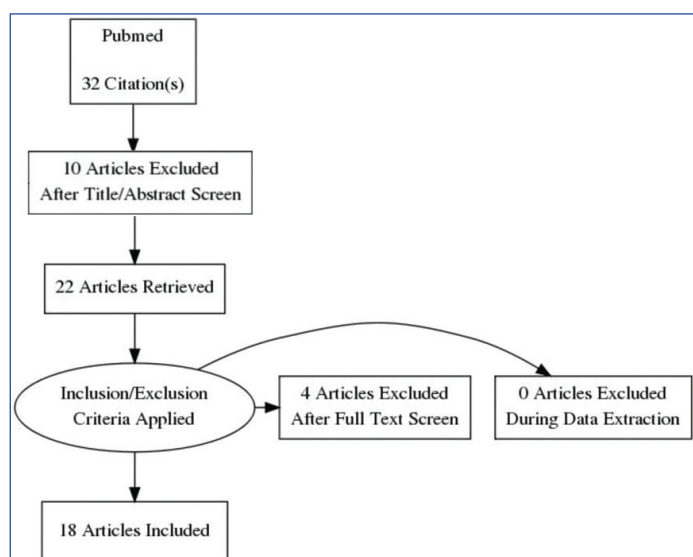 Pubmed
32 Citation(s)
10 Articles Excluded
After Title/Abstract Screen
22 Articles Retrieved
Inclusion/Exclusion
Criteria Applied
4 Articles Excluded
After Full Text Screen
0 Articles Excluded
During Data Extraction
18 Articles Included